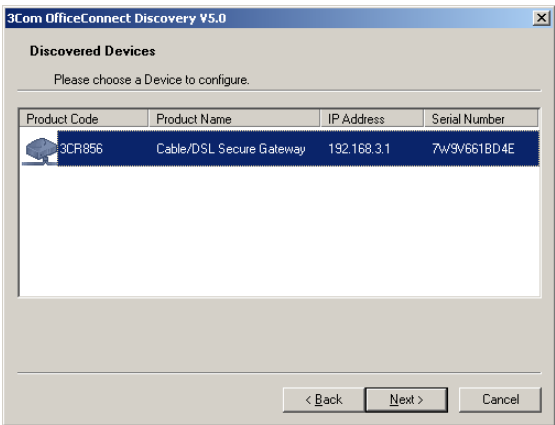 3Com OfficeConnect Discovery V5.0
Discovered Devices
Please choose a Device to configure.
Product Code Product Name IP Address Serial Number
3CR856 Cable/DSL Secure Gateway 192.168.3.1 7W9V661BD4E
< Back Next > Cancel